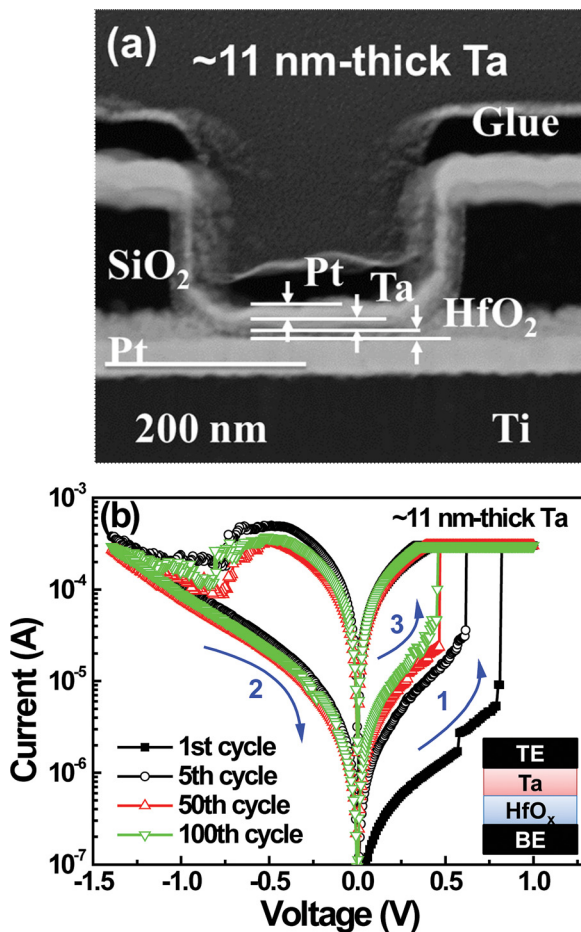 (a)
~11 nm-thick Ta
Glue
SiO2
Pt
Ta
HfO2
Pt
200 nm
Ti
(b)
~11 nm-thick Ta
10-3
10-4
10-5
10-6
10-7
Current (A)
3
2
1
1st cycle
5th cycle
50th cycle
100th cycle
TE
Ta
HfOx
BE
-1.5 -1.0 -0.5 0.0 0.5 1.0
Voltage (V)